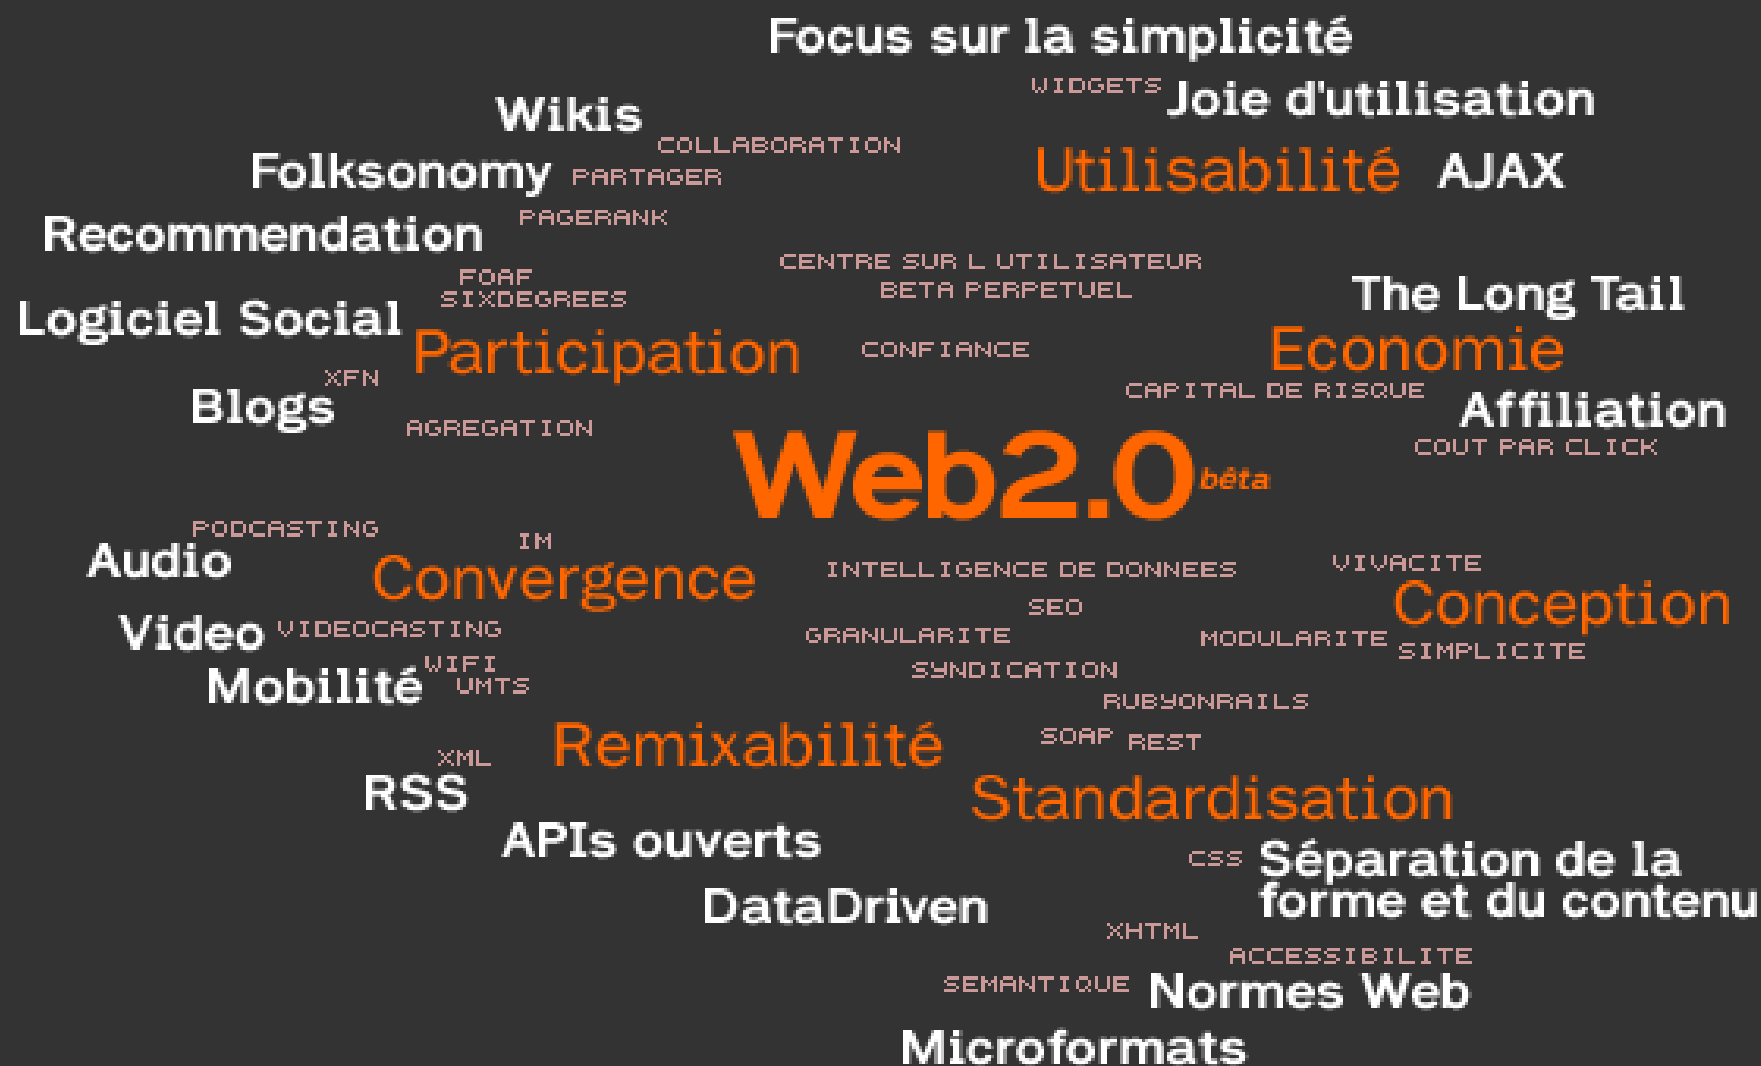 Focus sur la simplicité
WIDGETS
Joie d'utilisation
Wikis
COLLABORATION
Folksonomy
PARTAGER
Utilisabilité
AJAX
PAGERANK
Recommendation
CENTRE SUR L UTILISATEUR
FOAF
BETA PERPETUEL
The Long Tail
SIXDEGREES
Logiciel Social
Participation
CONFIANCE
Economie
XFN
CAPITAL DE RISQUE
Blogs
Affiliation
AGREGATION
COUT PAR CLICK
Web2.0 bêta
PODCASTING
IM
Audio
Convergence
INTELLIGENCE DE DONNEES
VIVACITE
Conception
SEO
Video
VIDEOCASTING
GRANULARITE
MODULARITE
SIMPLICITE
WIFI
SYNDICATION
Mobilité
UMTS
RUBYONRAILS
Remixabilité
SOAP
REST
XML
RSS
Standardisation
APIs ouverts
CSS
Séparation de la
forme et du contenu
DataDriven
XHTML
ACCESSIBILITE
SEMANTIQUE
Normes Web
Microformats